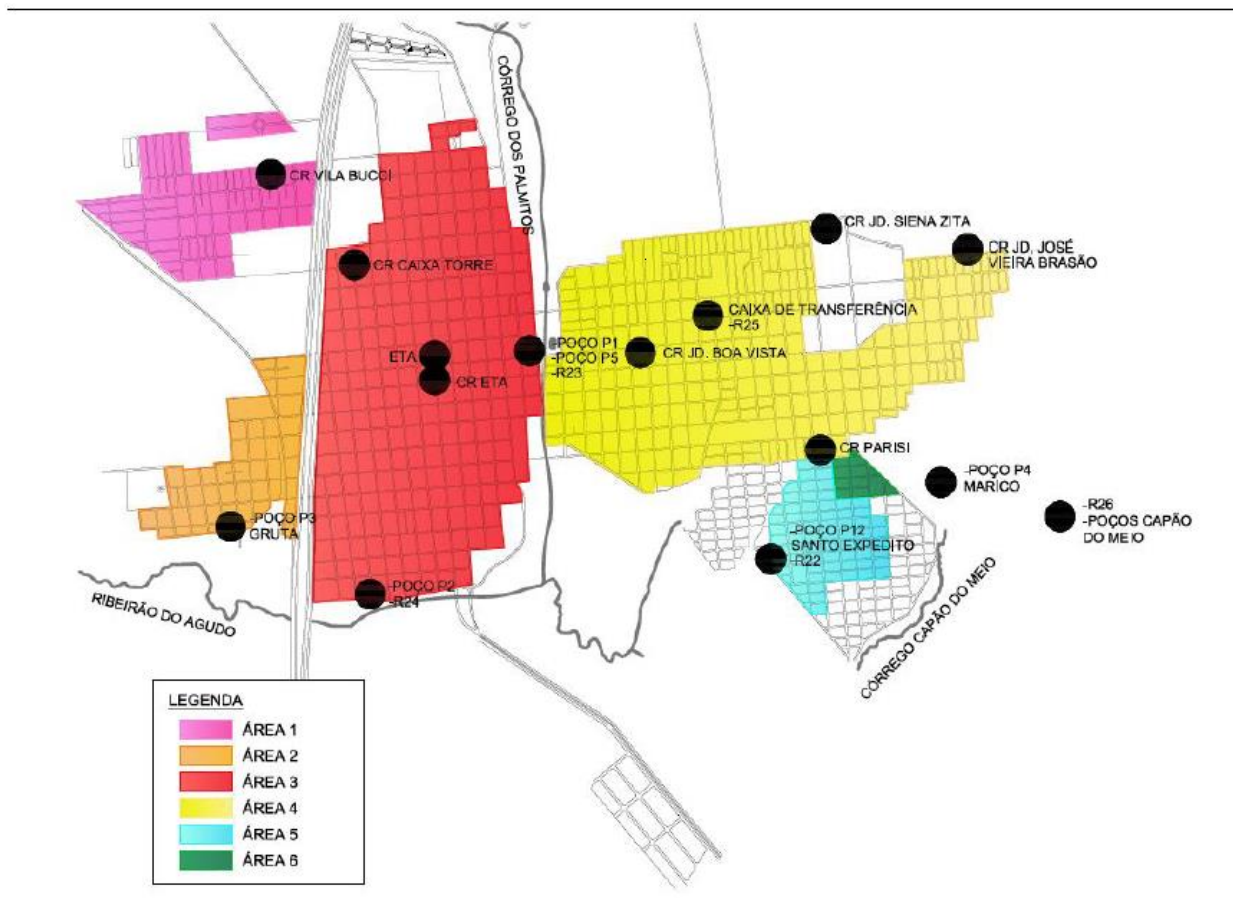 CÓRREGO DOS PALMITOS
CR VILA BUCCI
CR JD. SIENA ZITA
CR JD. JOSÉ
VIEIRA BRASÃO
CR CAIXA TORRE
CAIXA DE TRANSFERÊNCIA
-R25
ETA
-POÇO P1
-POÇO P5
-R23
CR JD. BOA VISTA
CR ETA
CR PARISI
-POÇO P4
MARICO
-R26
-POÇOS CAPÃO
DO MEIO
-POÇO P3
GRUTA
-POÇO P12
SANTO EXPEDITO
-R22
-POÇO P2
-R24
RIBEIRÃO DO AGUDO
CÓRREGO CAPÃO DO MEIO
LEGENDA
ÁREA 1
ÁREA 2
ÁREA 3
ÁREA 4
ÁREA 5
ÁREA 6